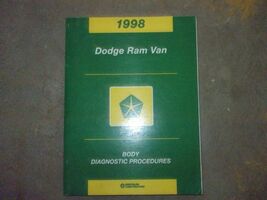 1998
Dodge Ram Van
BODY
DIAGNOSTIC PROCEDURES